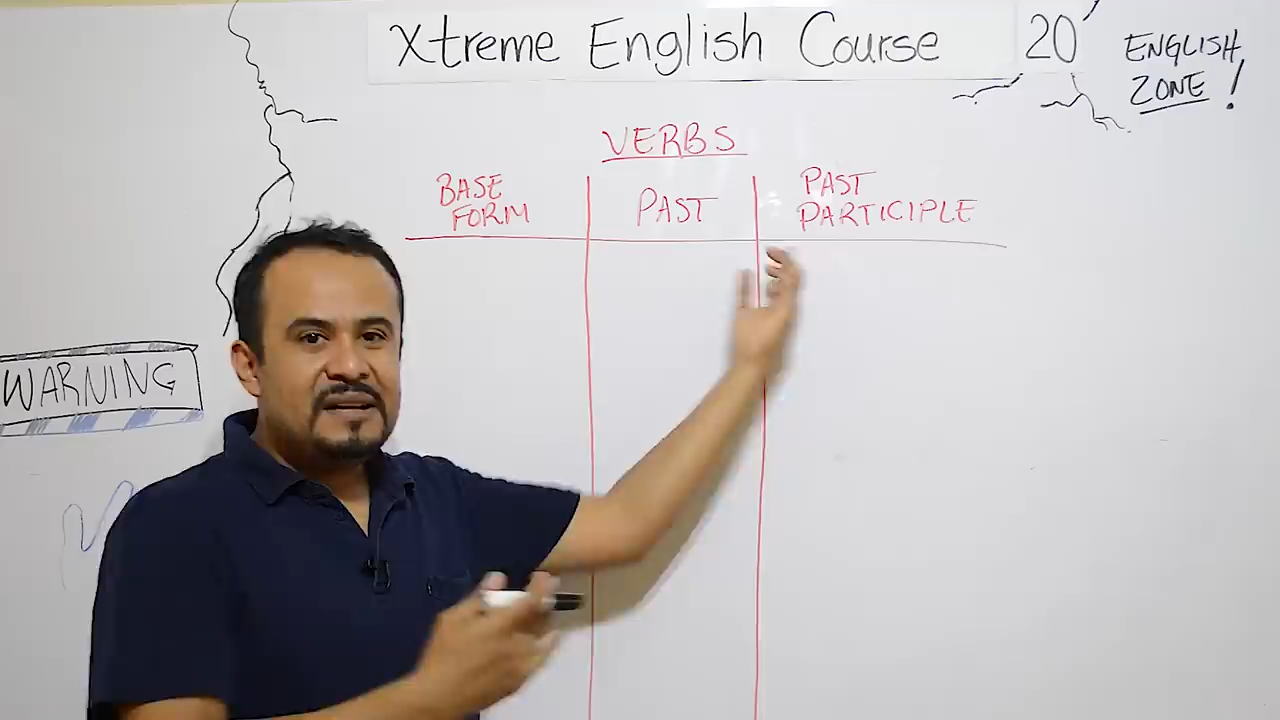 Xtreme English Course 20
ENGLISH
ZONE!
VERBS
BASE
FORM
PAST
PAST
PARTICIPLE
WARNING